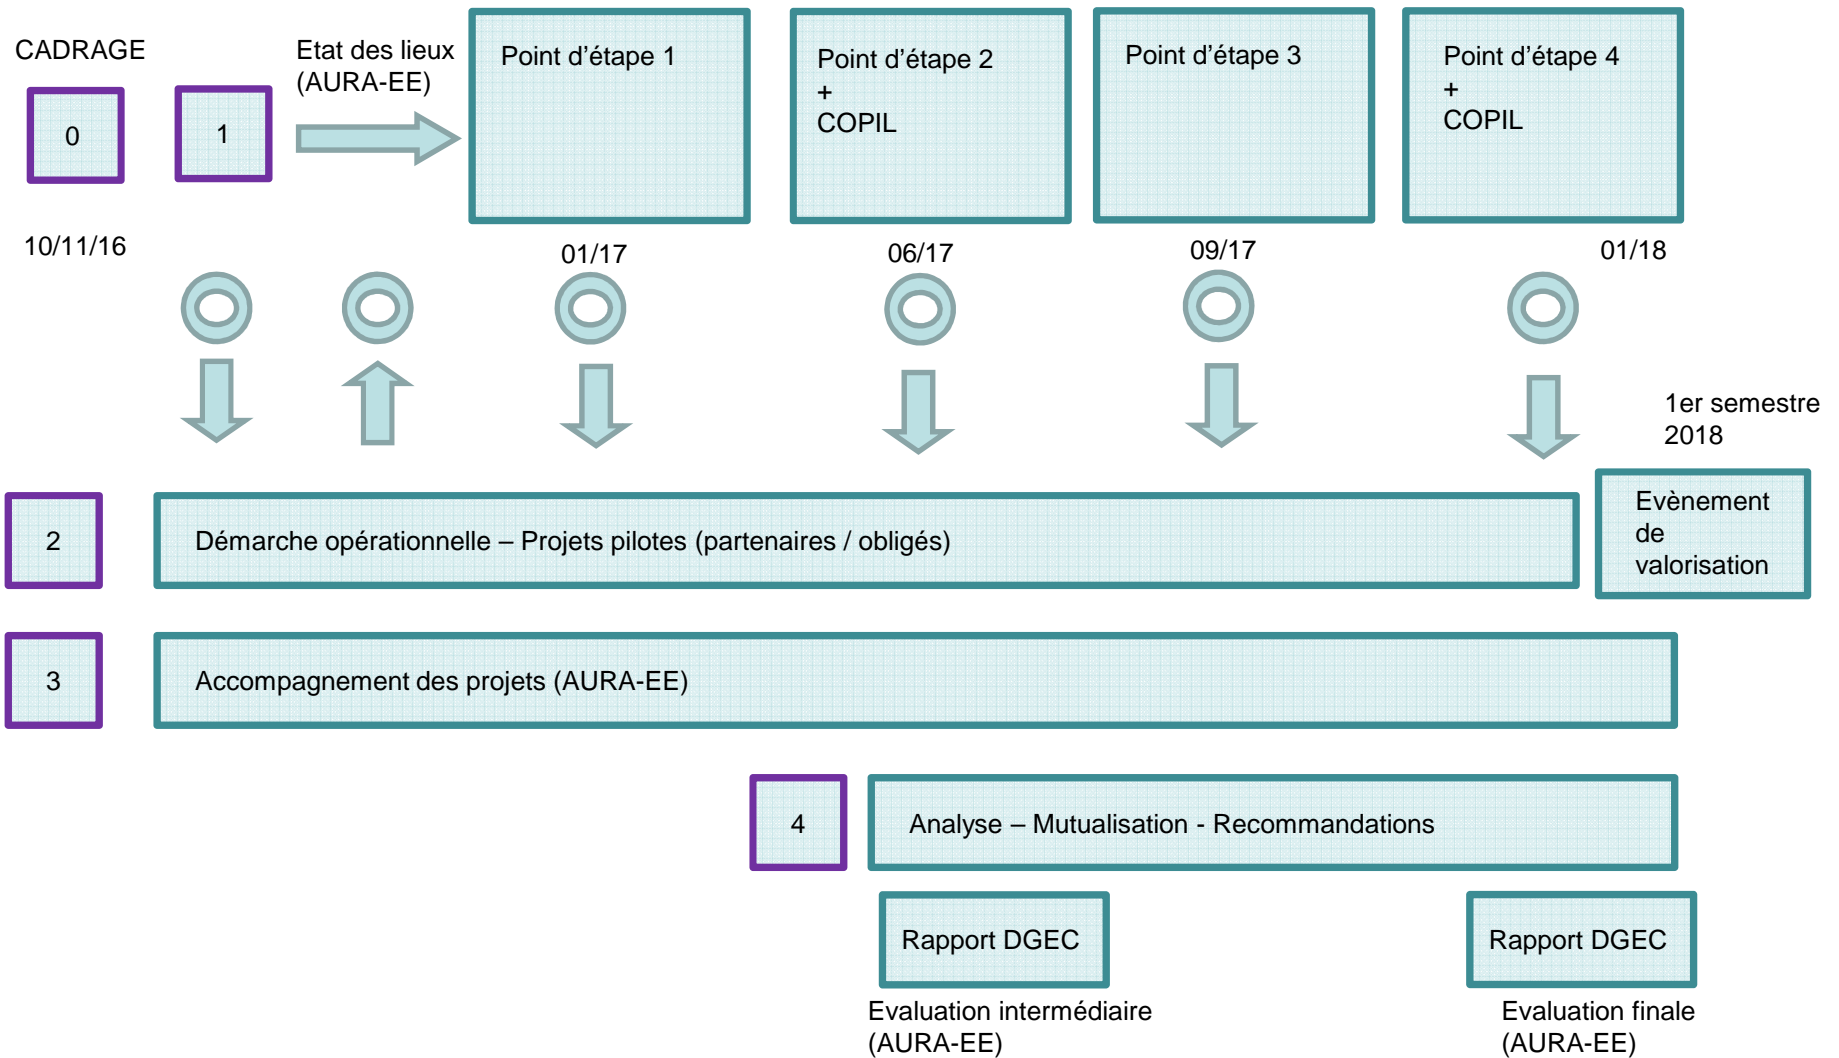 CADRAGE
Etat des lieux
(AURA-EE)
0
1
Point d’étape 1
Point d’étape 2
+
COPIL
Point d’étape 3
Point d’étape 4
+
COPIL
10/11/16
01/17
06/17
09/17
01/18
1er semestre
2018
2
Démarche opérationnelle – Projets pilotes (partenaires / obligés)
Evènement
de
valorisation
3
Accompagnement des projets (AURA-EE)
4
Analyse – Mutualisation - Recommandations
Rapport DGEC
Rapport DGEC
Evaluation intermédiaire
(AURA-EE)
Evaluation finale
(AURA-EE)